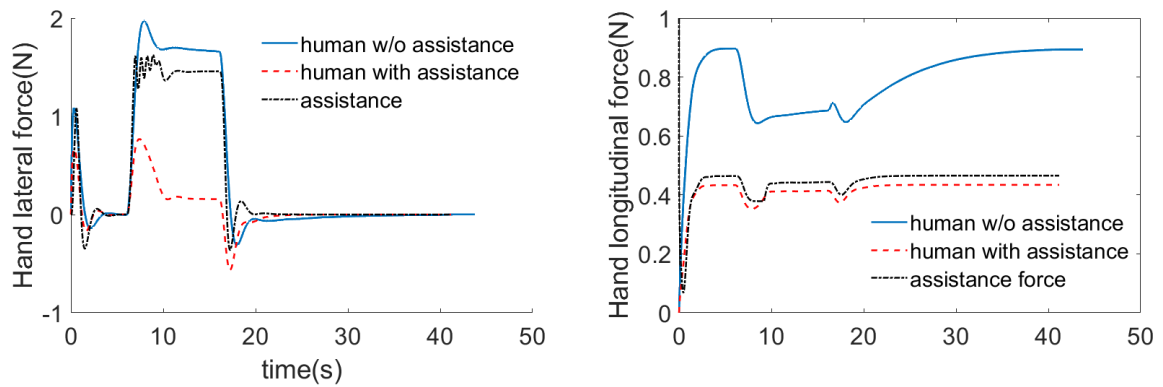 Hand lateral force(N)
2
1
0
-1
human w/o assistance
human with assistance
assistance
0
10
20
30
40
50
time(s)
Hand longitudinal force(N)
1
0.8
0.6
0.4
0.2
0
human w/o assistance
human with assistance
assistance force
0
10
20
30
40
50